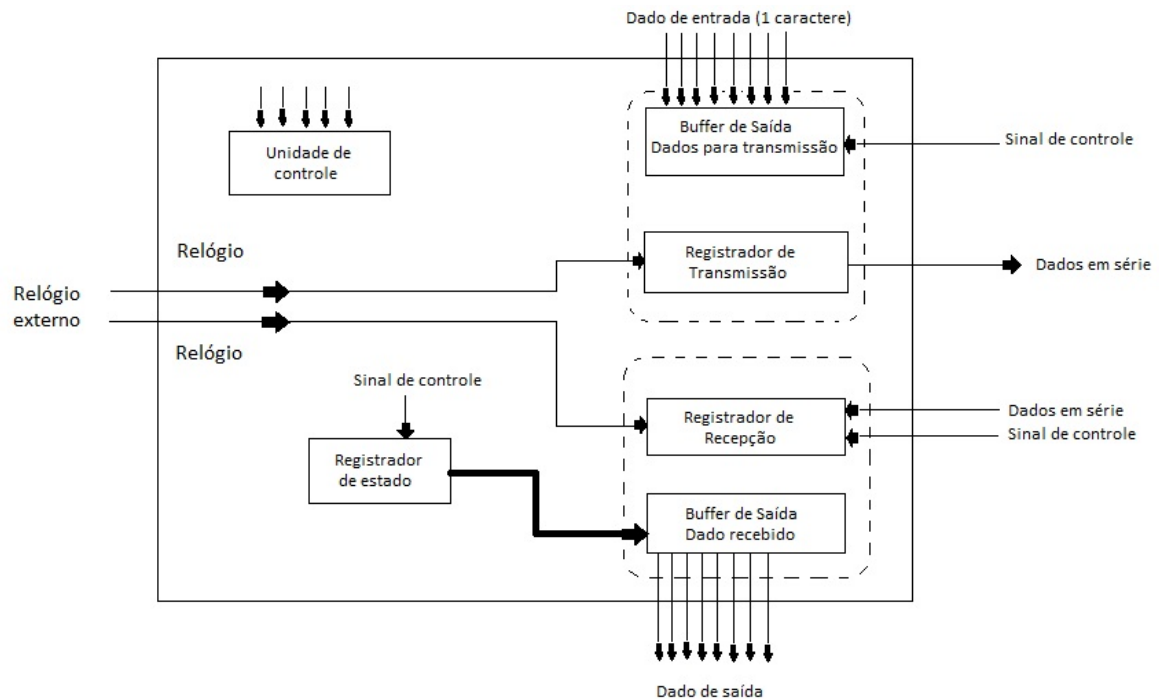 Dado de entrada (1 caractere)
Buffer de Saída
Dados para transmissão
Sinal de controle
Unidade de
controle
Relógio
Registrador de
Transmissão
Dados em série
Relógio
externo
Relógio
Sinal de controle
Registrador de
Recepção
Dados em série
Sinal de controle
Registrador
de estado
Buffer de Saída
Dado recebido
Dado de saída